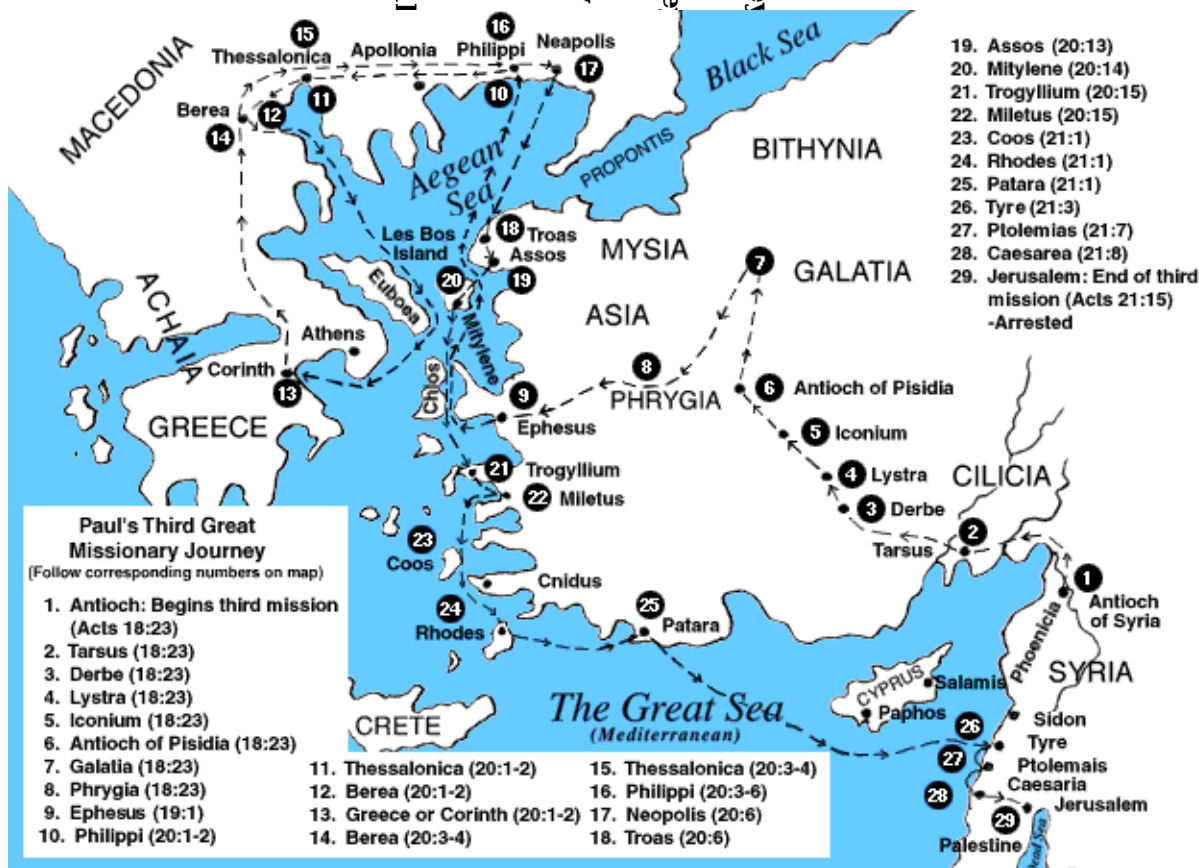 15
16
Thessalonica
Apollonia
Philippi
Neapolis
17
10
11
12
Berea
14
MACEDONIA
Black Sea
Aegean
Sea
PROPONTIS
BITHYNIA
19. Assos (20:13)
20. Mitylene (20:14)
21. Trogyllium (20:15)
22. Miletus (20:15)
23. Coos (21:1)
24. Rhodes (21:1)
25. Patara (21:1)
26. Tyre (21:3)
27. Ptolemias (21:7)
28. Caesarea (21:8)
29. Jerusalem: End of third
mission (Acts 21:15)
-Arrested
Les Bos
Island
18 Troas
Assos
19
20
Mitylene
MYSIA
7
GALATIA
ASIA
Euboea
ACHAIA
Athens
Corinth
13
GREECE
Chios
8
PHRYGIA
9
Ephesus
6 Antioch of Pisidia
5 Iconium
4 Lystra
3 Derbe
CILICIA
2
Tarsus
1
Antioch
of Syria
21 Trogyllium
22 Miletus
23
Coos
Cnidus
24
Rhodes
25
Patara
Phoenicia
SYRIA
CYPRUS
Salamis
Paphos
The Great Sea
(Mediterranean)
CRETE
Sidon
26
Tyre
27
Ptolemais
Caesaria
28
Jerusalem
29
Palestine
ead Sea
Paul's Third Great
Missionary Journey
(Follow corresponding numbers on map)
1. Antioch: Begins third mission
(Acts 18:23)
2. Tarsus (18:23)
3. Derbe (18:23)
4. Lystra (18:23)
5. Iconium (18:23)
6. Antioch of Pisidia (18:23)
7. Galatia (18:23)
8. Phrygia (18:23)
9. Ephesus (19:1)
10. Philippi (20:1-2)
11. Thessalonica (20:1-2)
12. Berea (20:1-2)
13. Greece or Corinth (20:1-2)
14. Berea (20:3-4)
15. Thessalonica (20:3-4)
16. Philippi (20:3-6)
17. Neopolis (20:6)
18. Troas (20:6)